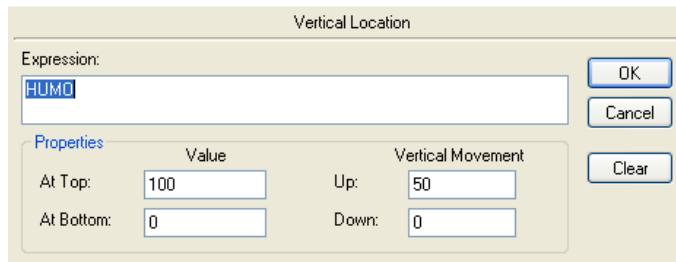 Vertical Location
Expression:
HUMO
OK
Cancel
Clear
Properties
Value Vertical Movement
At Top: 100 Up: 50
At Bottom: 0 Down: 0